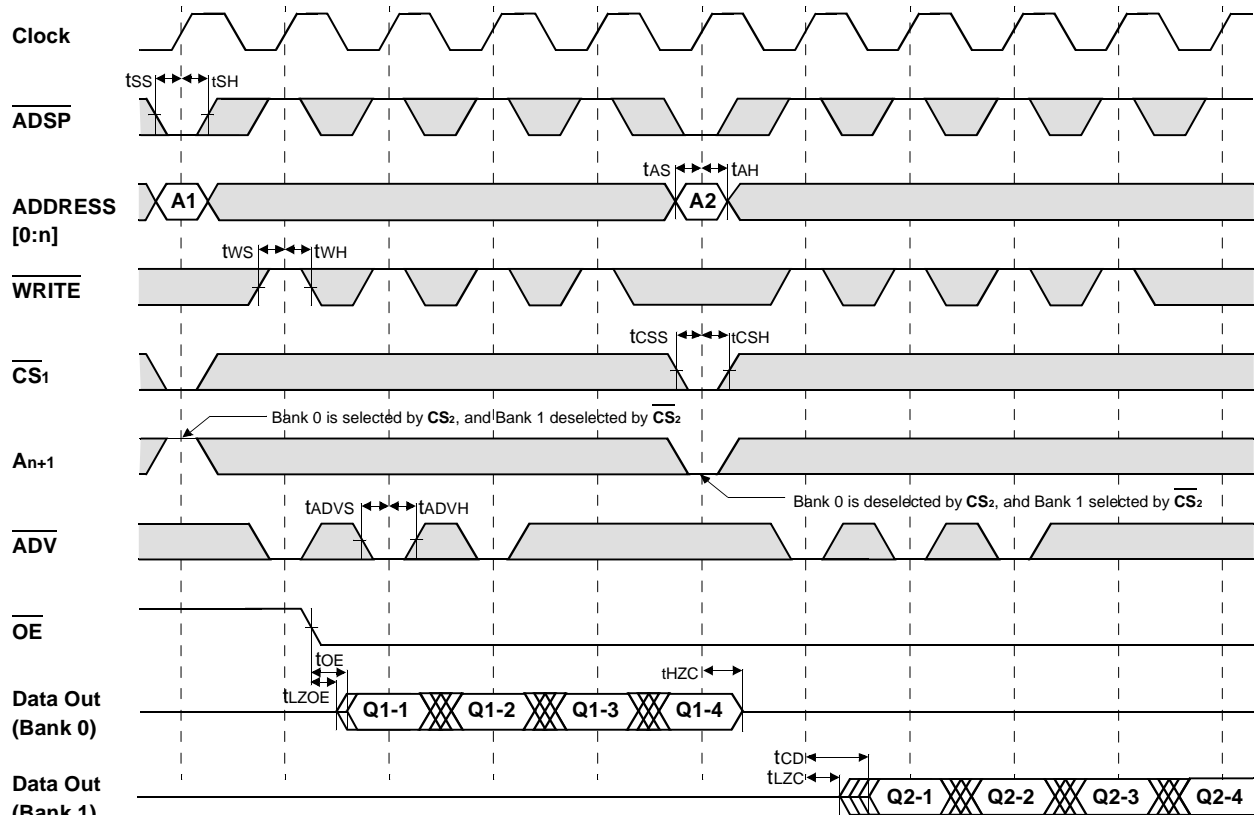 Clock
tSS tSH
ADSP
tAS tAH
ADDRESS
[0:n]
A1 A2
tWS tWH
WRITE
tCSS tCSH
CS1
Bank 0 is selected by CS2, and Bank 1 deselected by CS2
An+1
Bank 0 is deselected by CS2, and Bank 1 selected by CS2
tADVS tADVH
ADV
OE
tOE
tLZOE
tHZC
Data Out
(Bank 0)
Q1-1 Q1-2 Q1-3 Q1-4
tCD
tLZC
Data Out
(Bank 1)
Q2-1 Q2-2 Q2-3 Q2-4